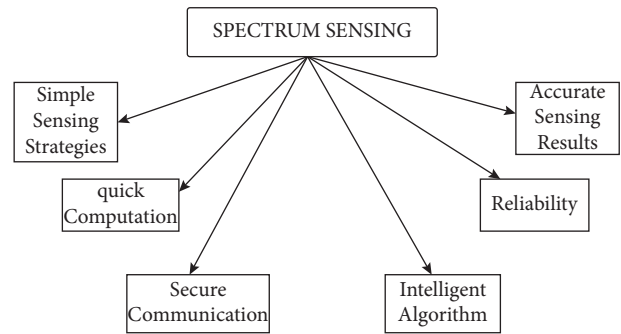 SPECTRUM SENSING
Simple
Sensing
Strategies
Accurate
Sensing
Results
quick
Computation
Reliability
Secure
Communication
Intelligent
Algorithm